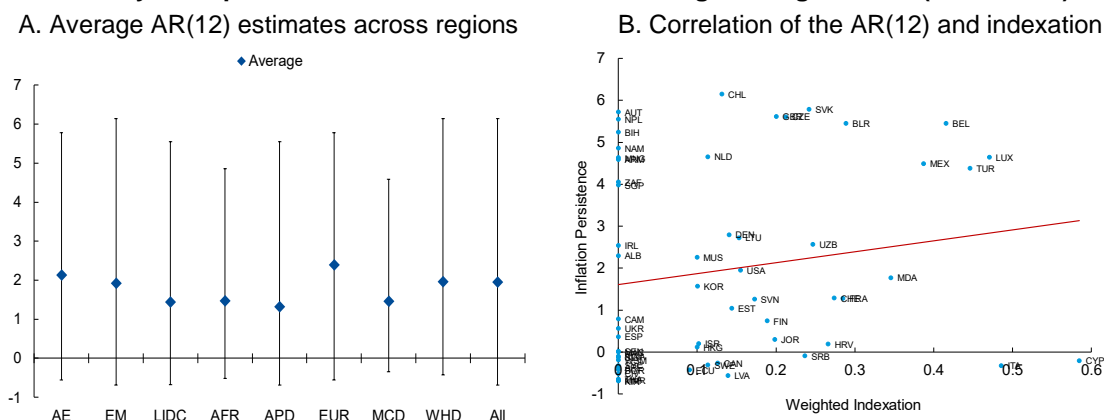 A. Average AR(12) estimates across regions
Average
7
6
5
4
3
2
1
0
-1
AE EM LIDC AFR APD EUR MCD WHD All
B. Correlation of the AR(12) and indexation
Inflation Persistence
7
6
5
4
3
2
1
0
-1
CHL
AUT
SVK
NPL
BLR
BEL
BIH
NAM
NLD
LUX
MEX
TUR
ZAF
SGP
DEN
LTU
IRL
UZB
ALB
MUS
USA
MDA
KOR
SVN
EST
CAM
FIN
UKR
ESP
JOR
ISR
HKG
HRV
SRB
CAN
SWE
ECU
LVA
ITA
CYP
0 0.1 0.2 0.3 0.4 0.5 0.6
Weighted Indexation